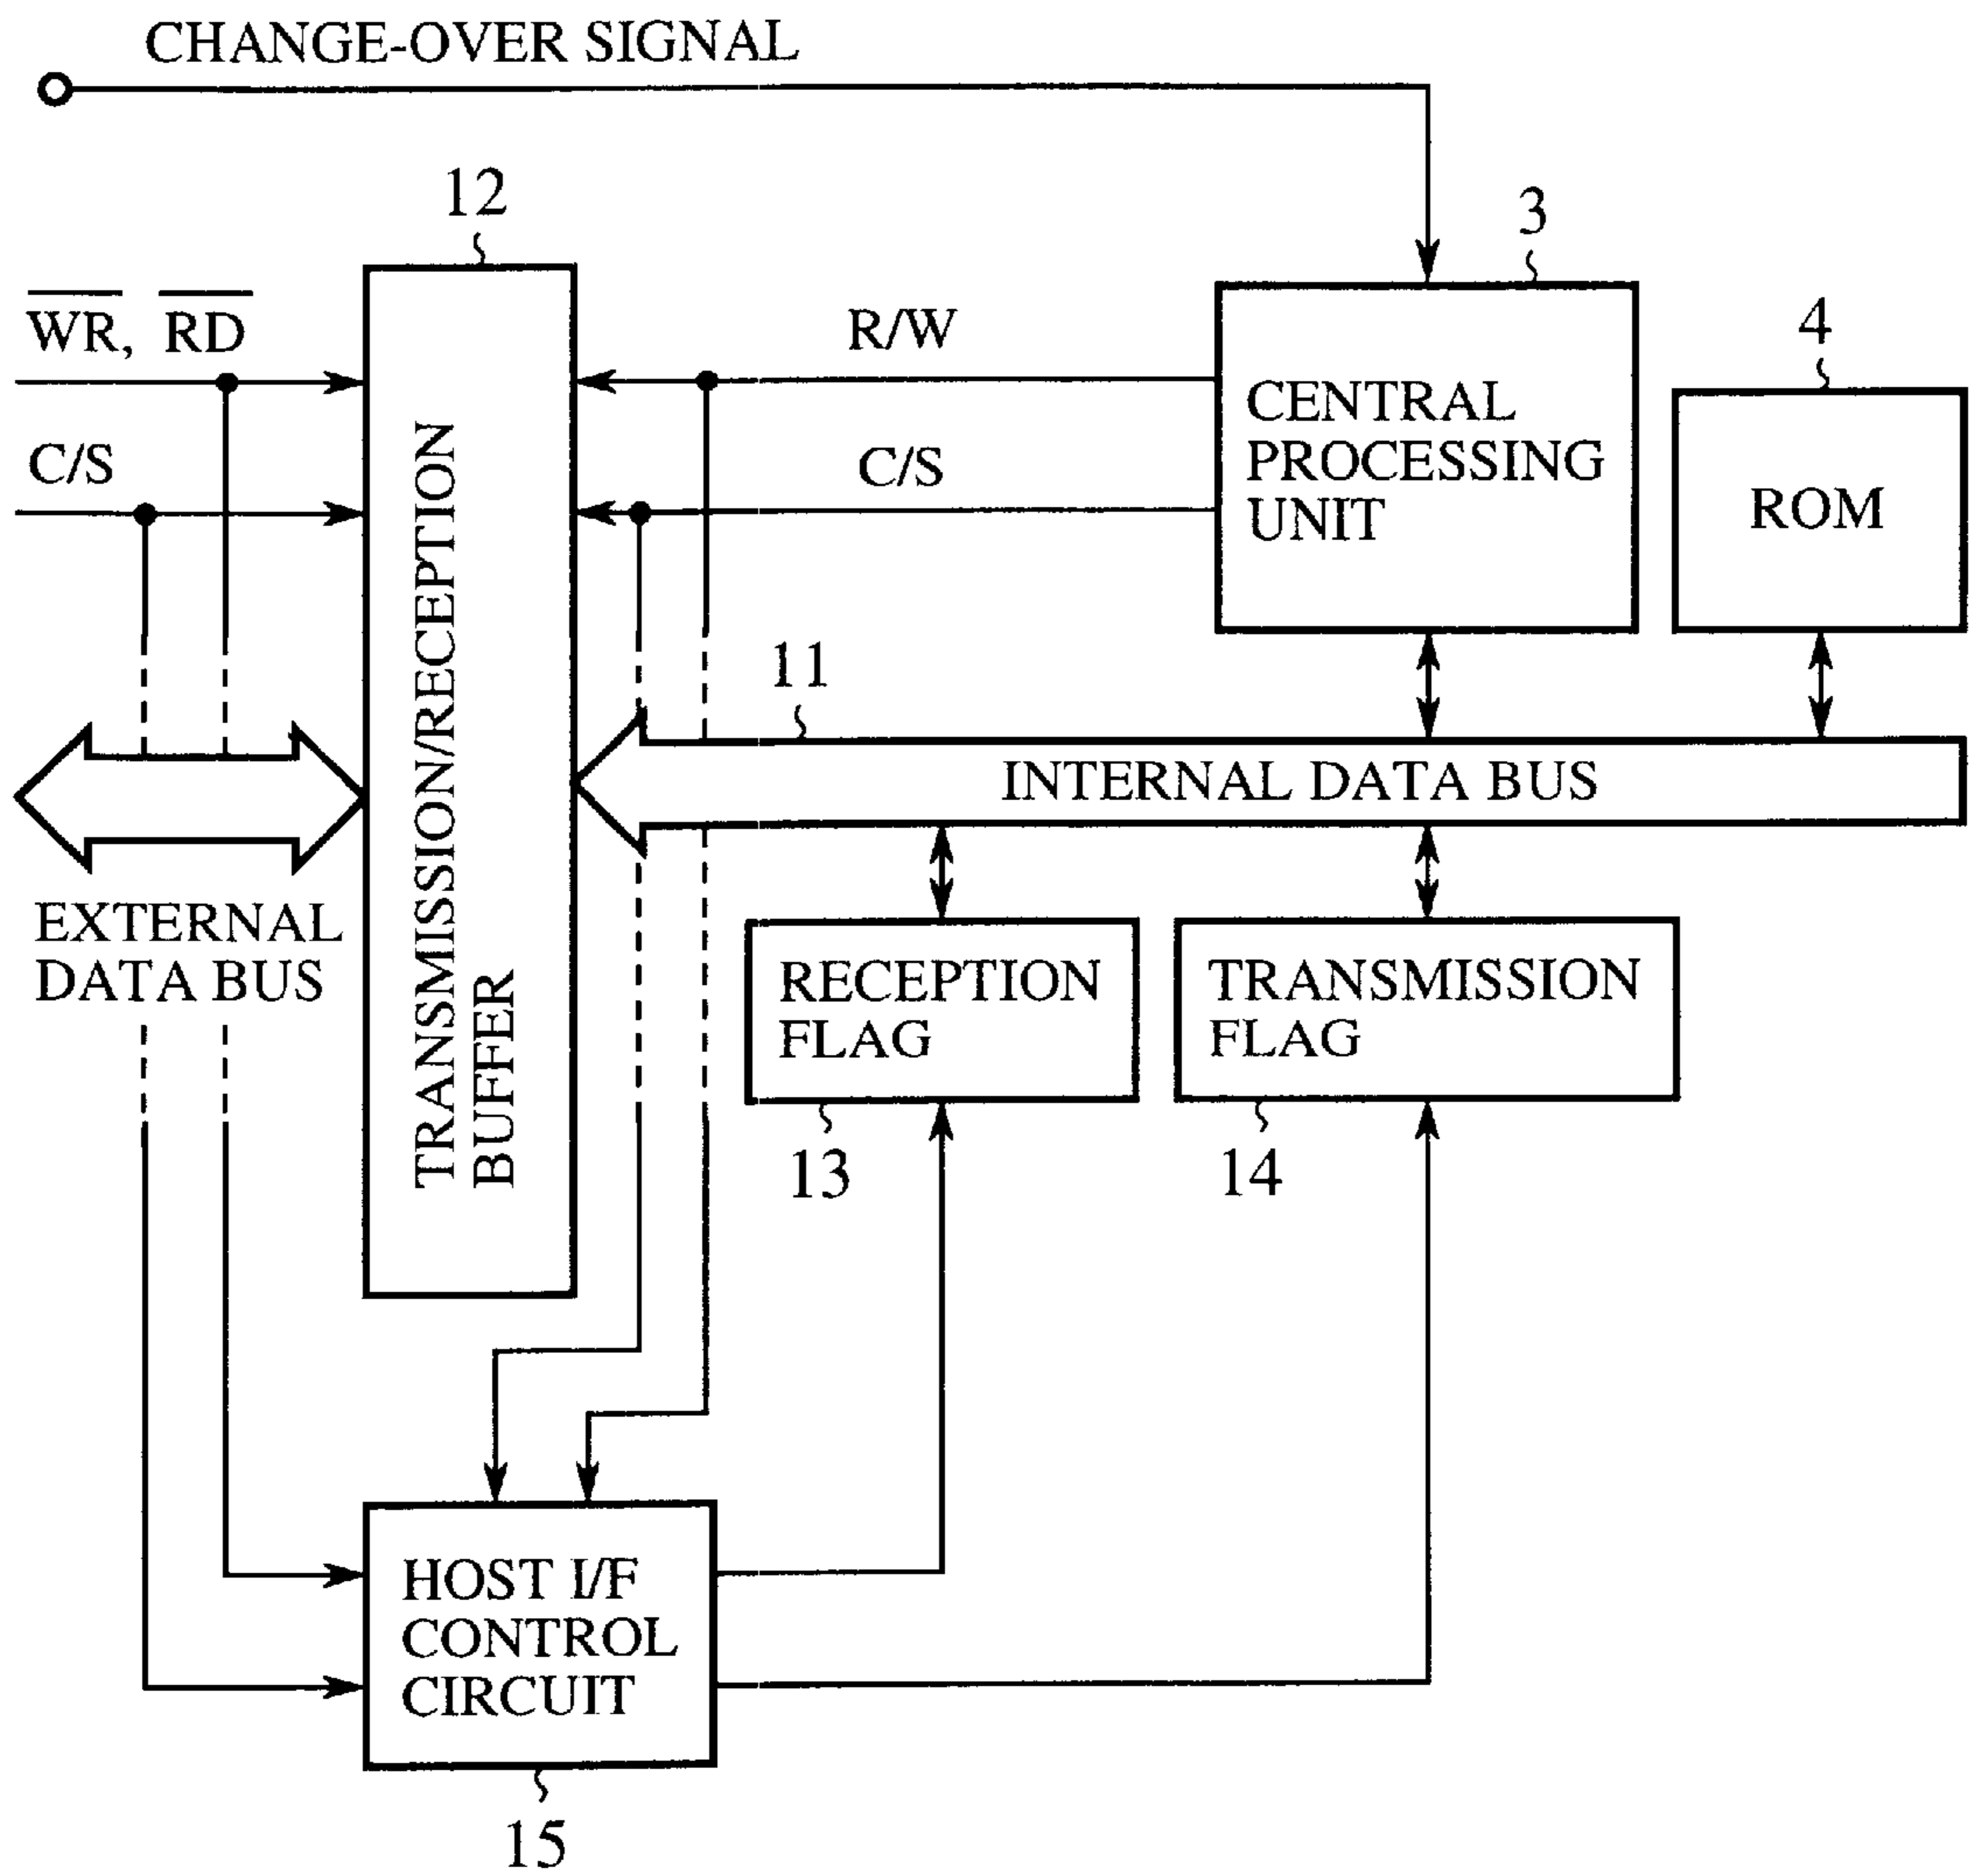 CHANGE-OVER SIGNAL
12
3
4
WR, RD
R/W
C/S
C/S
CENTRAL
PROCESSING
UNIT
ROM
TRANSMISSION/RECEPTION
BUFFER
11
INTERNAL DATA BUS
EXTERNAL
DATA BUS
RECEPTION
FLAG
TRANSMISSION
FLAG
13
14
HOST I/F
CONTROL
CIRCUIT
15